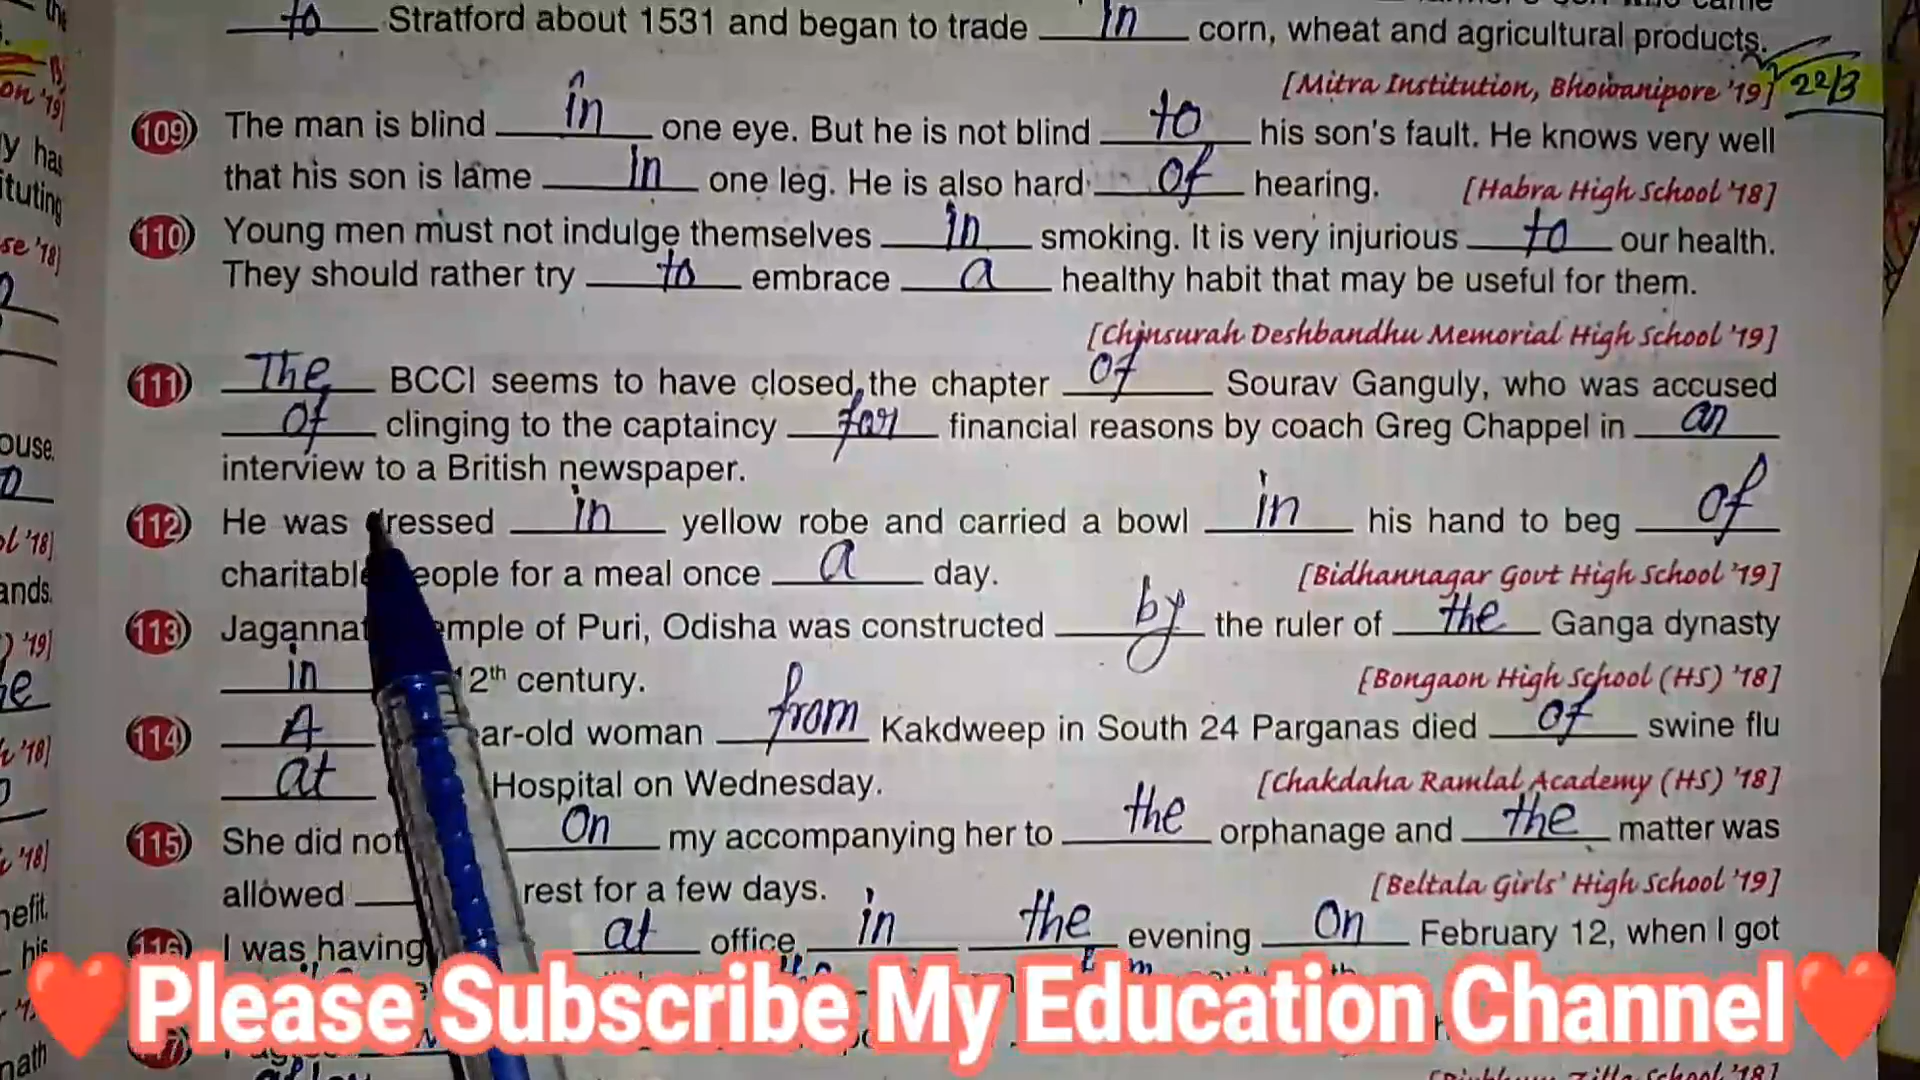 to Stratford about 1531 and began to trade in corn, wheat and agricultural products.
[Mitra Institution, Bhowanipore '19] 22/3
109 The man is blind in one eye. But he is not blind to his son's fault. He knows very well
that his son is lame in one leg. He is also hard of hearing. [Habra High School '18]
110 Young men must not indulge themselves in smoking. It is very injurious to our health.
They should rather try to embrace a healthy habit that may be useful for them.
[Chinsurah Deshbandhu Memorial High School '19]
111 The BCCI seems to have closed the chapter of Sourav Ganguly, who was accused
of clinging to the captaincy for financial reasons by coach Greg Chappel in an
interview to a British newspaper.
112 He was dressed in yellow robe and carried a bowl in his hand to beg of
charitable people for a meal once a day. [Bidhannagar Govt High School '19]
113 Jagannat emple of Puri, Odisha was constructed by the ruler of the Ganga dynasty
in 2th century. [Bongaon High School (HS) '18]
114 A ar-old woman from Kakdweep in South 24 Parganas died of swine flu
at Hospital on Wednesday. [Chakdaha Ramlal Academy (HS) '18]
115 She did not on my accompanying her to the orphanage and the matter was
allowed rest for a few days. [Beltala Girls' High School '19]
116 I was having at office in the evening on February 12, when I got
❤Please Subscribe My Education Channel❤